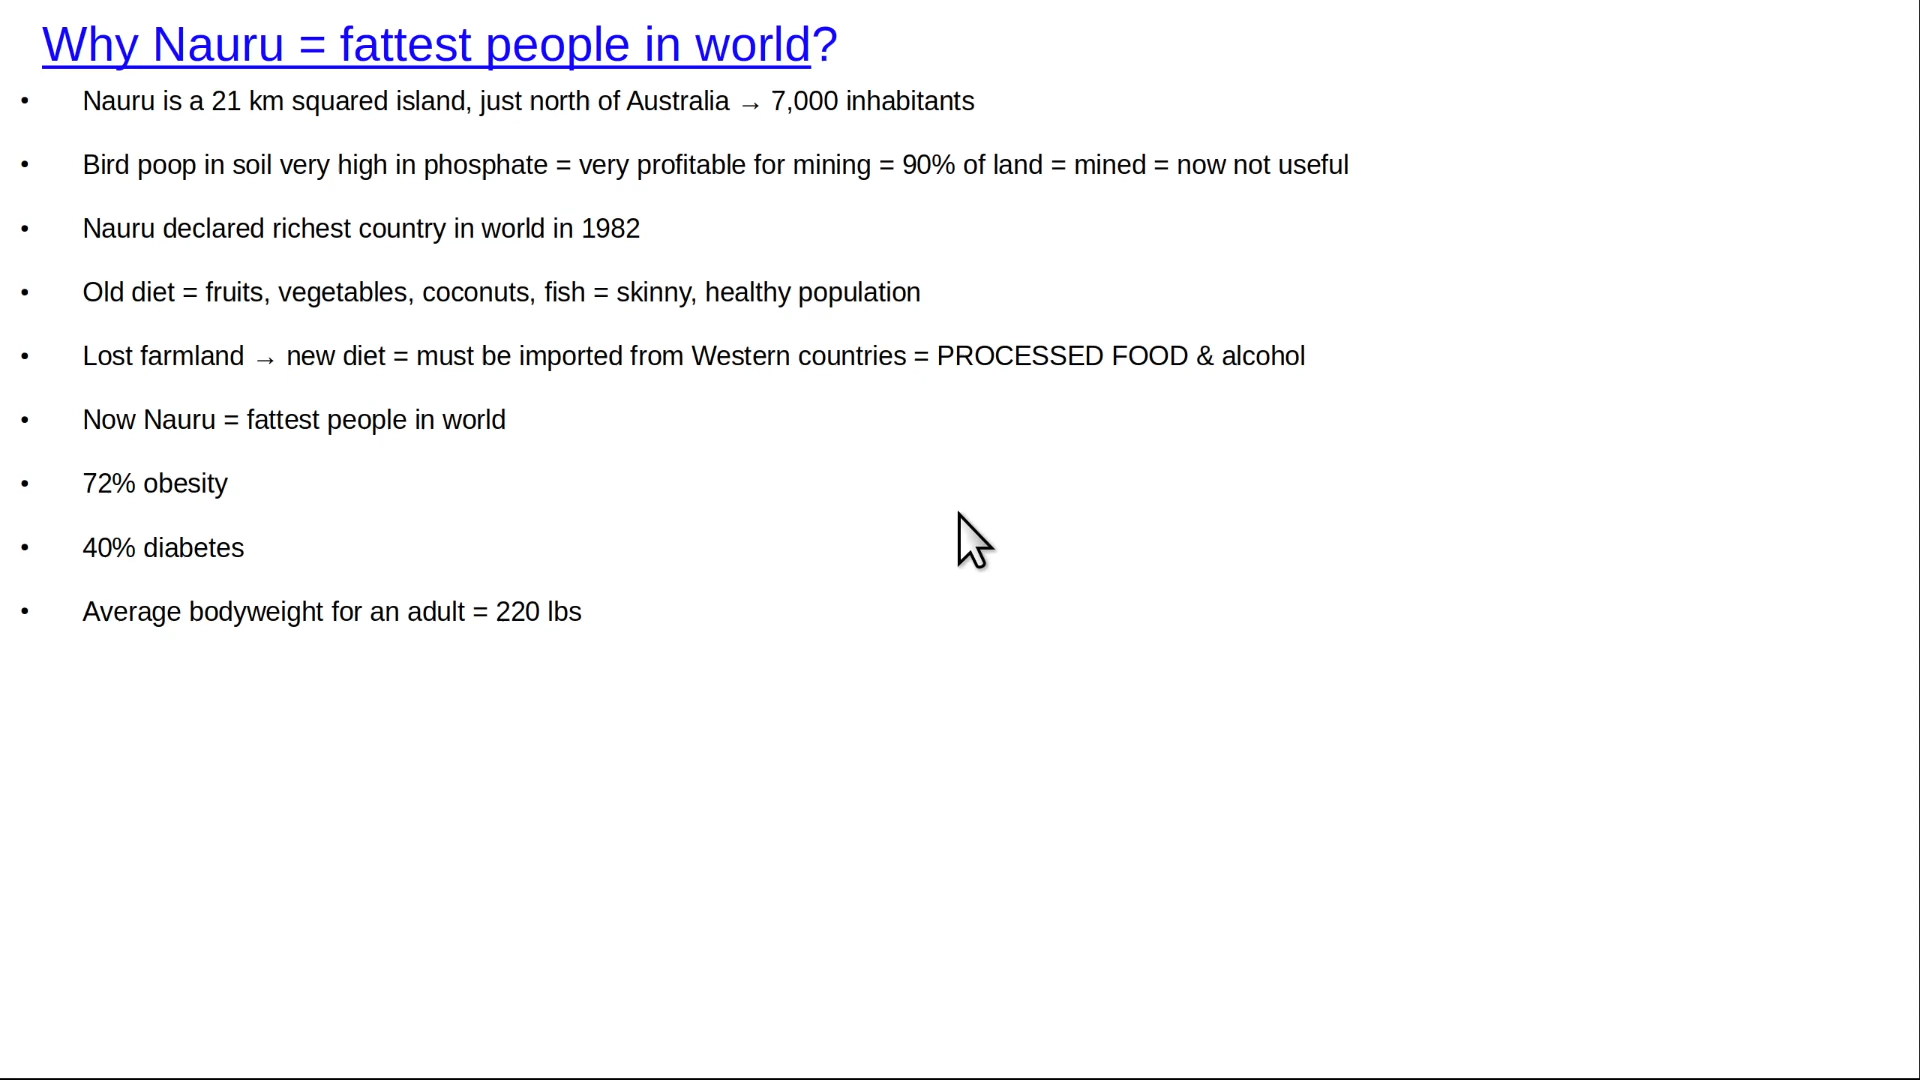 Why Nauru = fattest people in world?
• Nauru is a 21 km squared island, just north of Australia → 7,000 inhabitants
• Bird poop in soil very high in phosphate = very profitable for mining = 90% of land = mined = now not useful
• Nauru declared richest country in world in 1982
• Old diet = fruits, vegetables, coconuts, fish = skinny, healthy population
• Lost farmland → new diet = must be imported from Western countries = PROCESSED FOOD & alcohol
• Now Nauru = fattest people in world
• 72% obesity
• 40% diabetes
• Average bodyweight for an adult = 220 lbs